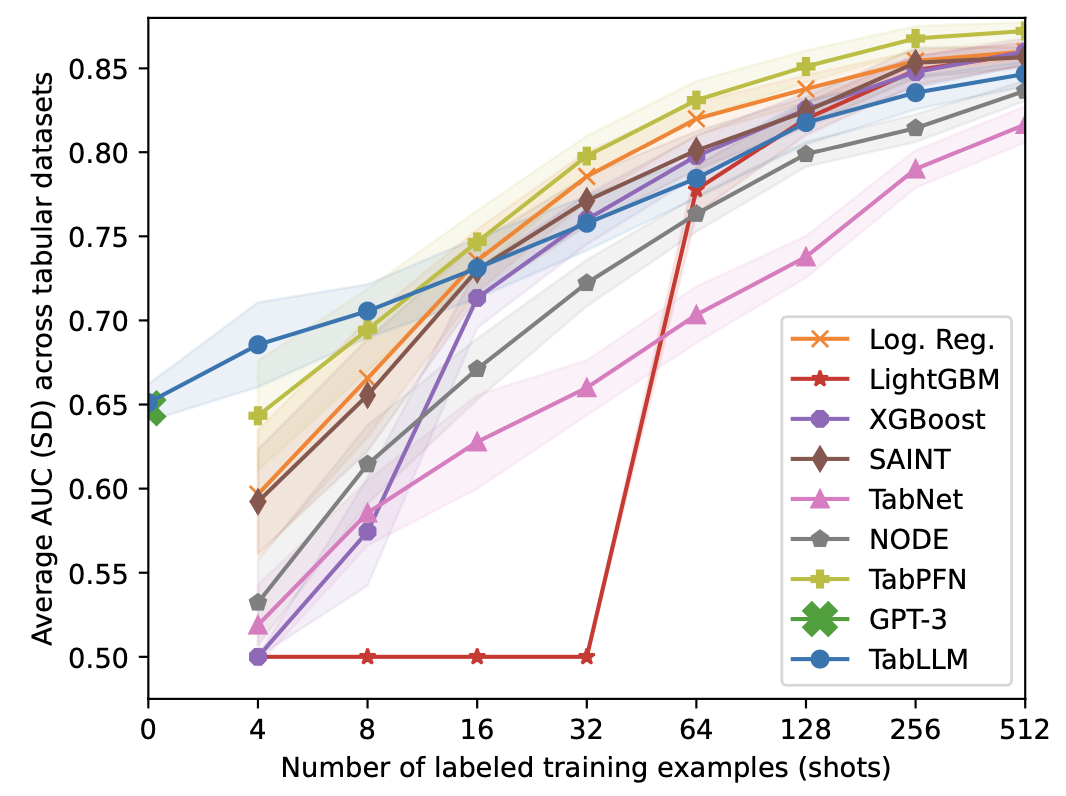 Average AUC (SD) across tabular datasets
0.85
0.80
0.75
0.70
0.65
0.60
0.55
0.50
Log. Reg.
LightGBM
XGBoost
SAINT
TabNet
NODE
TabPFN
GPT-3
TabLLM
0 4 8 16 32 64 128 256 512
Number of labeled training examples (shots)